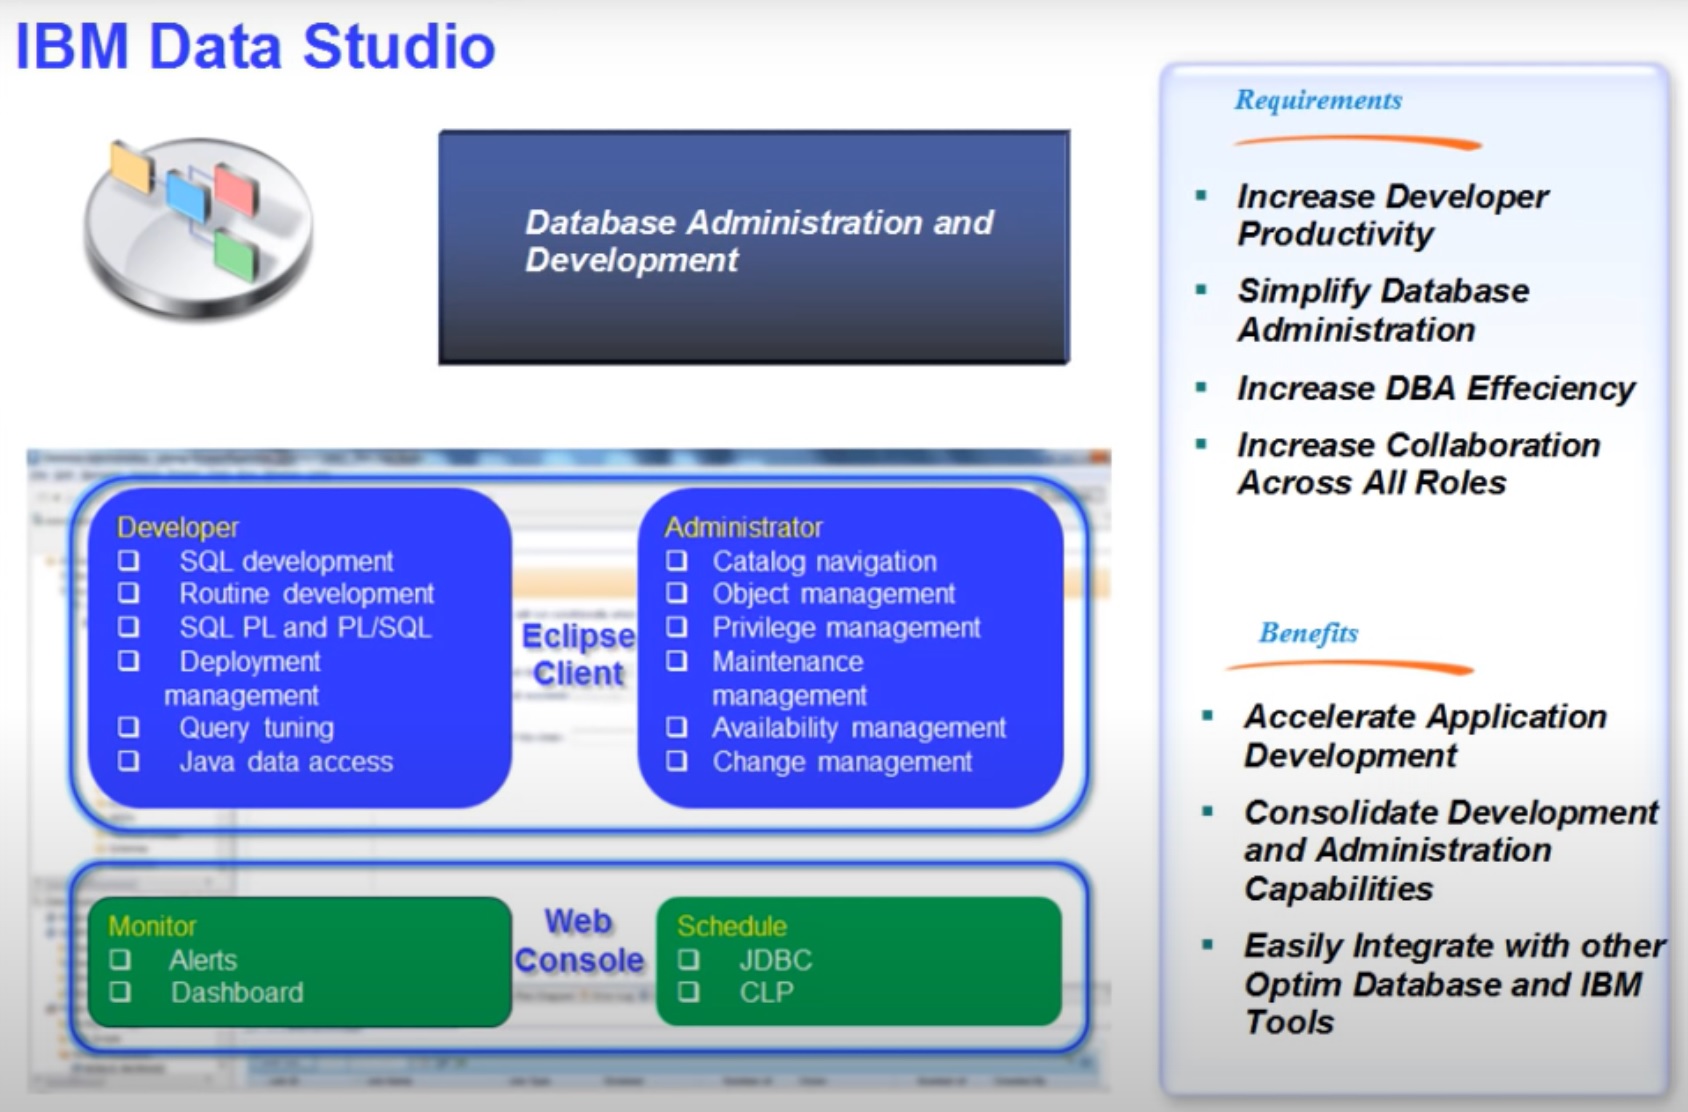 IBM Data Studio
Database Administration and
Development
Developer
SQL development
Routine development
SQL PL and PL/SQL
Deployment
management
Query tuning
Java data access
Eclipse
Client
Administrator
Catalog navigation
Object management
Privilege management
Maintenance
management
Availability management
Change management
Monitor
Alerts
Dashboard
Web
Console
Schedule
JDBC
CLP
Requirements
Increase Developer
Productivity
Simplify Database
Administration
Increase DBA Effeciency
Increase Collaboration
Across All Roles
Benefits
Accelerate Application
Development
Consolidate Development
and Administration
Capabilities
Easily Integrate with other
Optim Database and IBM
Tools